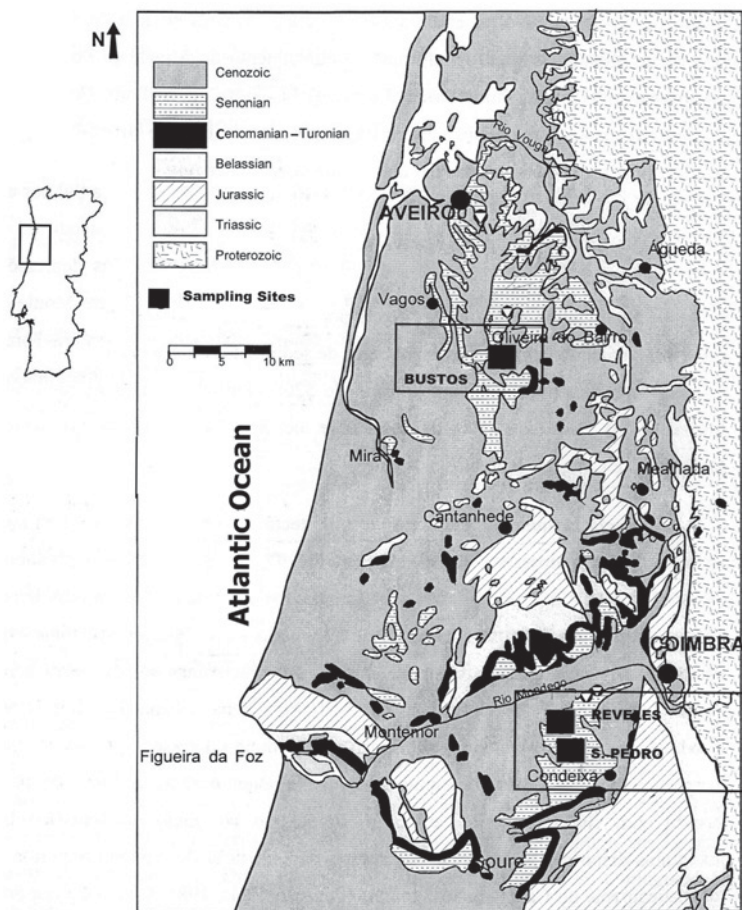 N
Cenozoic
Senonian
Cenomanian–Turonian
Belassian
Jurassic
Triassic
Proterozoic
Sampling Sites
0
5
10 km
Rio Vouga
AVEIRO
Águeda
Vagos
Oliveira do Bairro
BUSTOS
Mira
Mealhada
Cantanhede
Atlantic Ocean
COIMBRA
Rio Mondego
REVELES
Montemor
S. PEDRO
Figueira da Foz
Condeixa
Soure